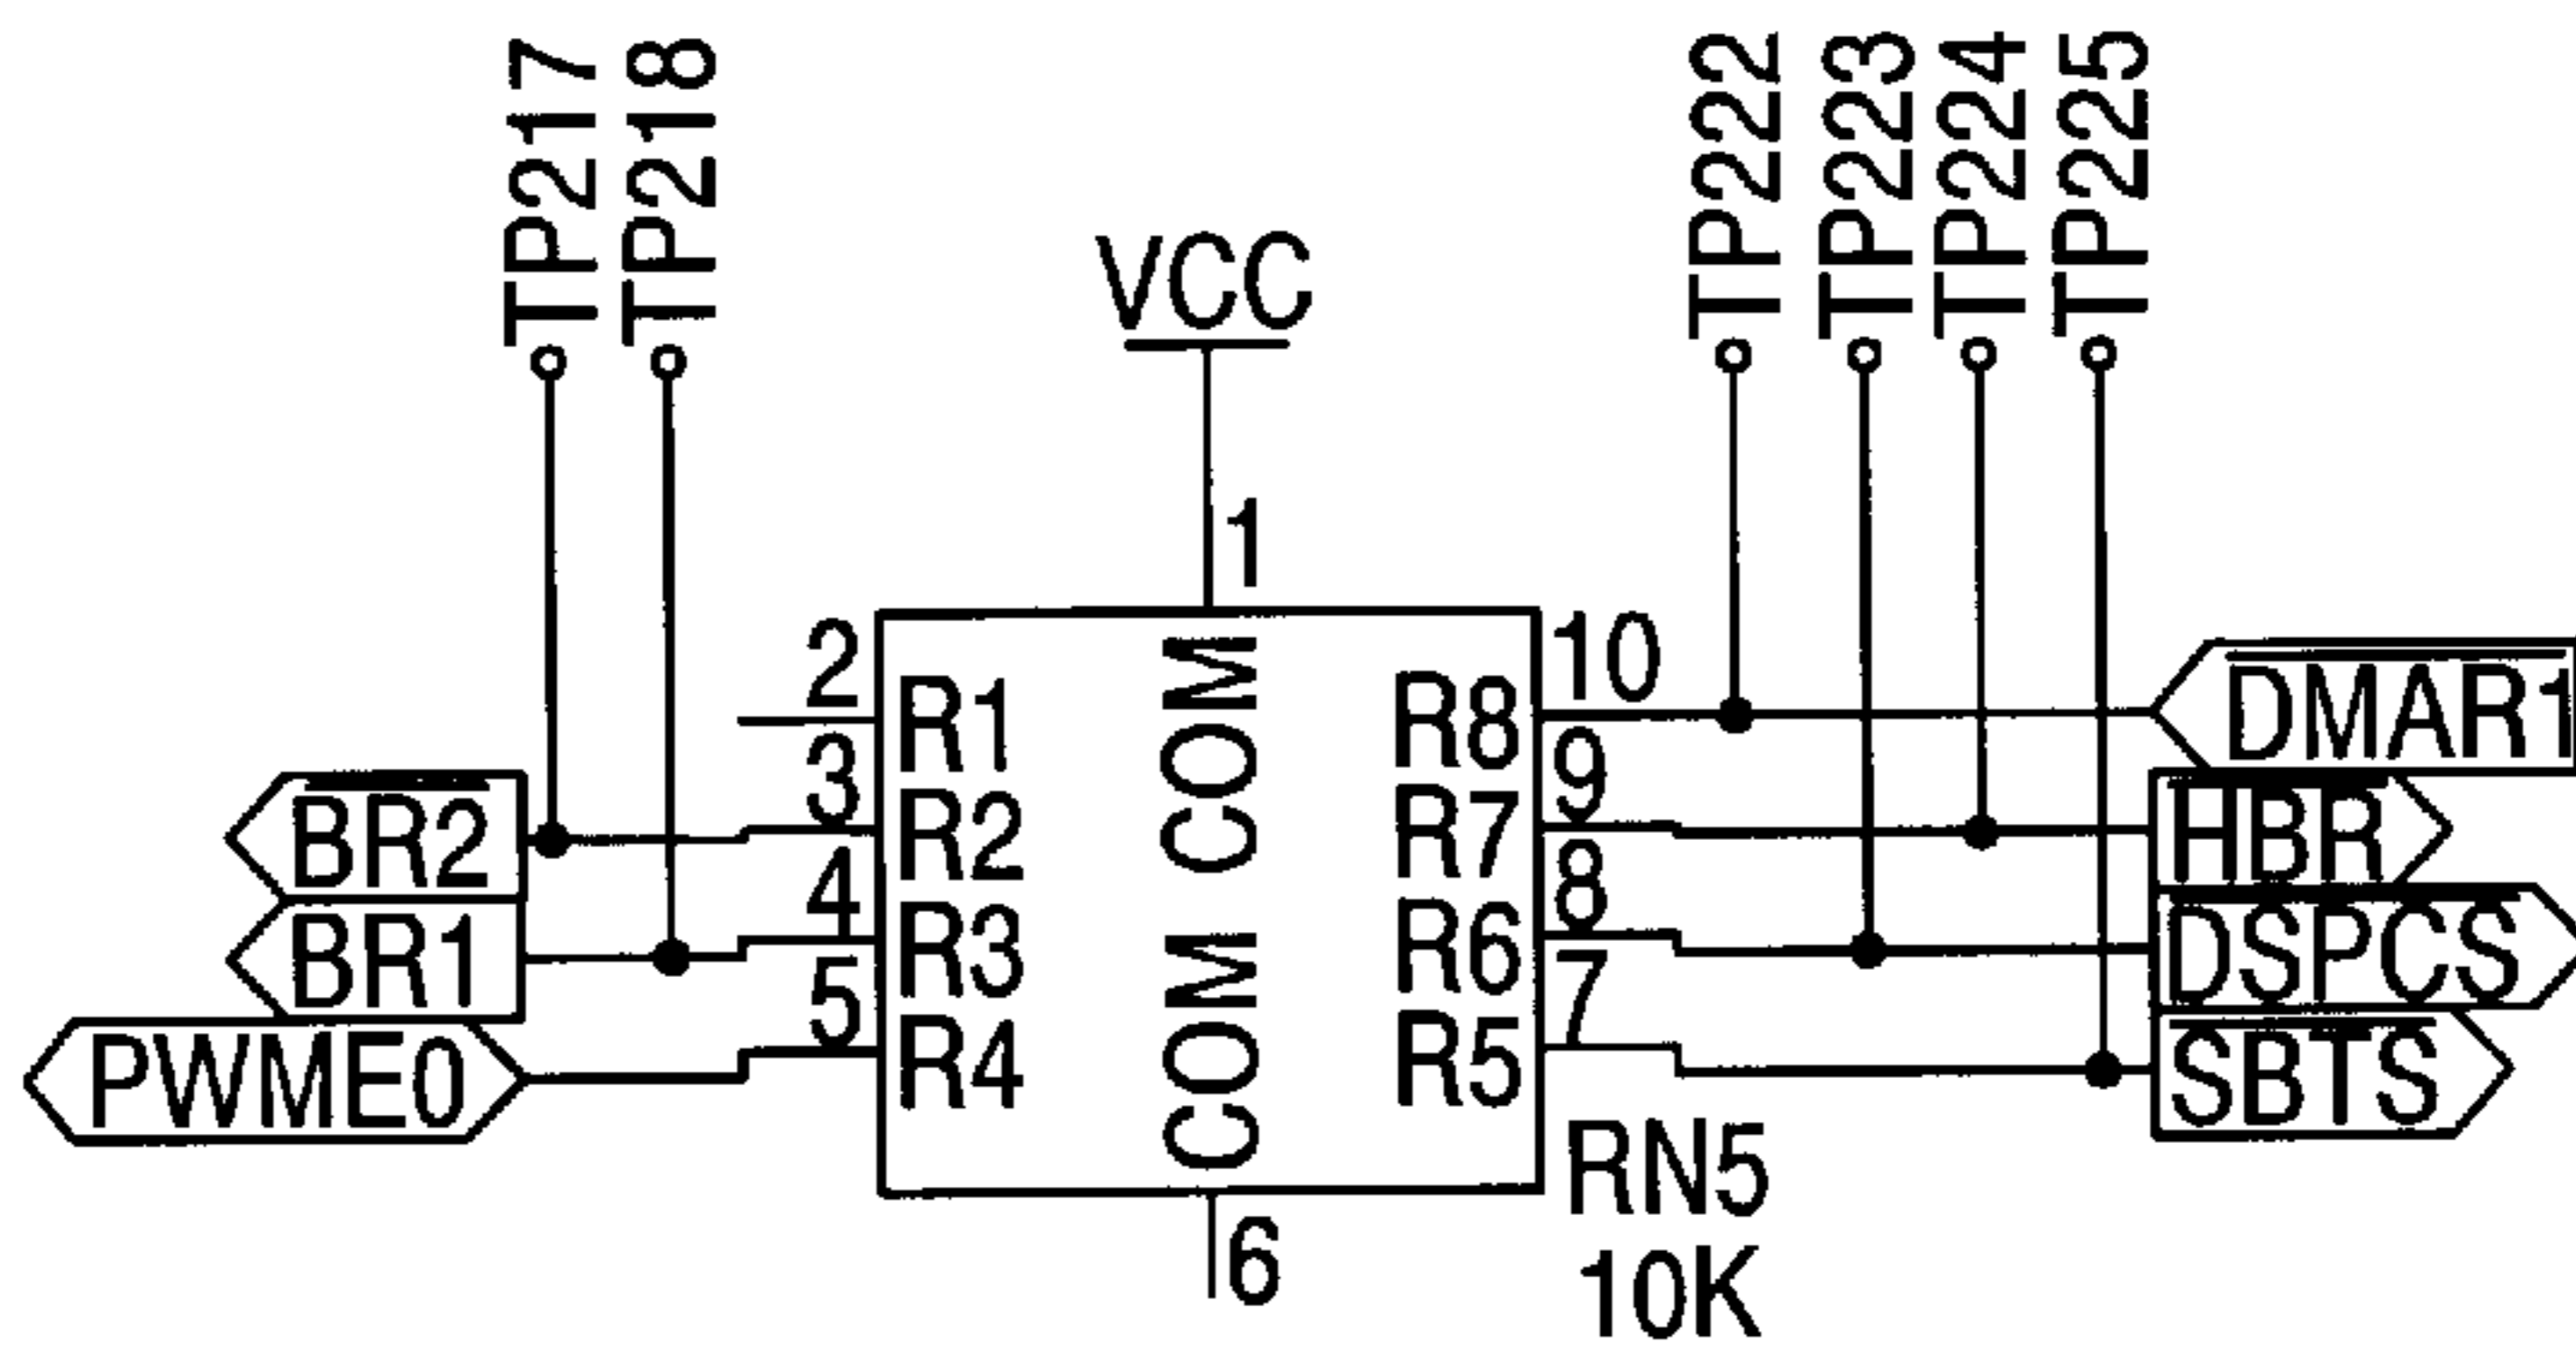 TP217
TP218
TP222
TP223
TP224
TP225
VCC
1
2
3
4
5
10
9
8
7
R1
R2
R3
R4
COM
COM
R8
R7
R6
R5
BR2
BR1
PWME0
DMAR1
HBR
DSPCS
SBTS
6
RN5
10K